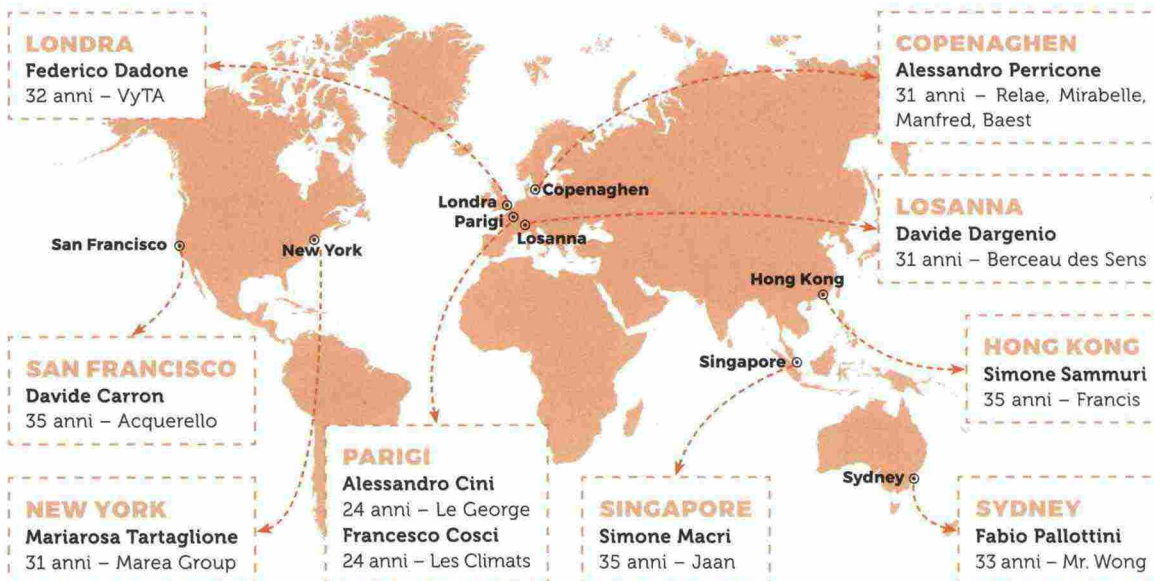 LONDRA
Federico Dadone
32 anni – VyTA
COPENAGHEN
Alessandro Perricone
31 anni – Relae, Mirabelle,
Manfred, Baest
Copenaghen
Londra
Parigi
Losanna
San Francisco
New York
Hong Kong
Singapore
Sydney
LOSANNA
Davide Dargenio
31 anni – Berceau des Sens
SAN FRANCISCO
Davide Carron
35 anni – Acquerello
HONG KONG
Simone Sammuri
35 anni – Francis
NEW YORK
Mariarosa Tartaglione
31 anni – Marea Group
PARIGI
Alessandro Cini
24 anni – Le George
Francesco Cosci
24 anni – Les Climats
SINGAPORE
Simone Macri
35 anni – Jaan
SYDNEY
Fabio Pallottini
33 anni – Mr. Wong